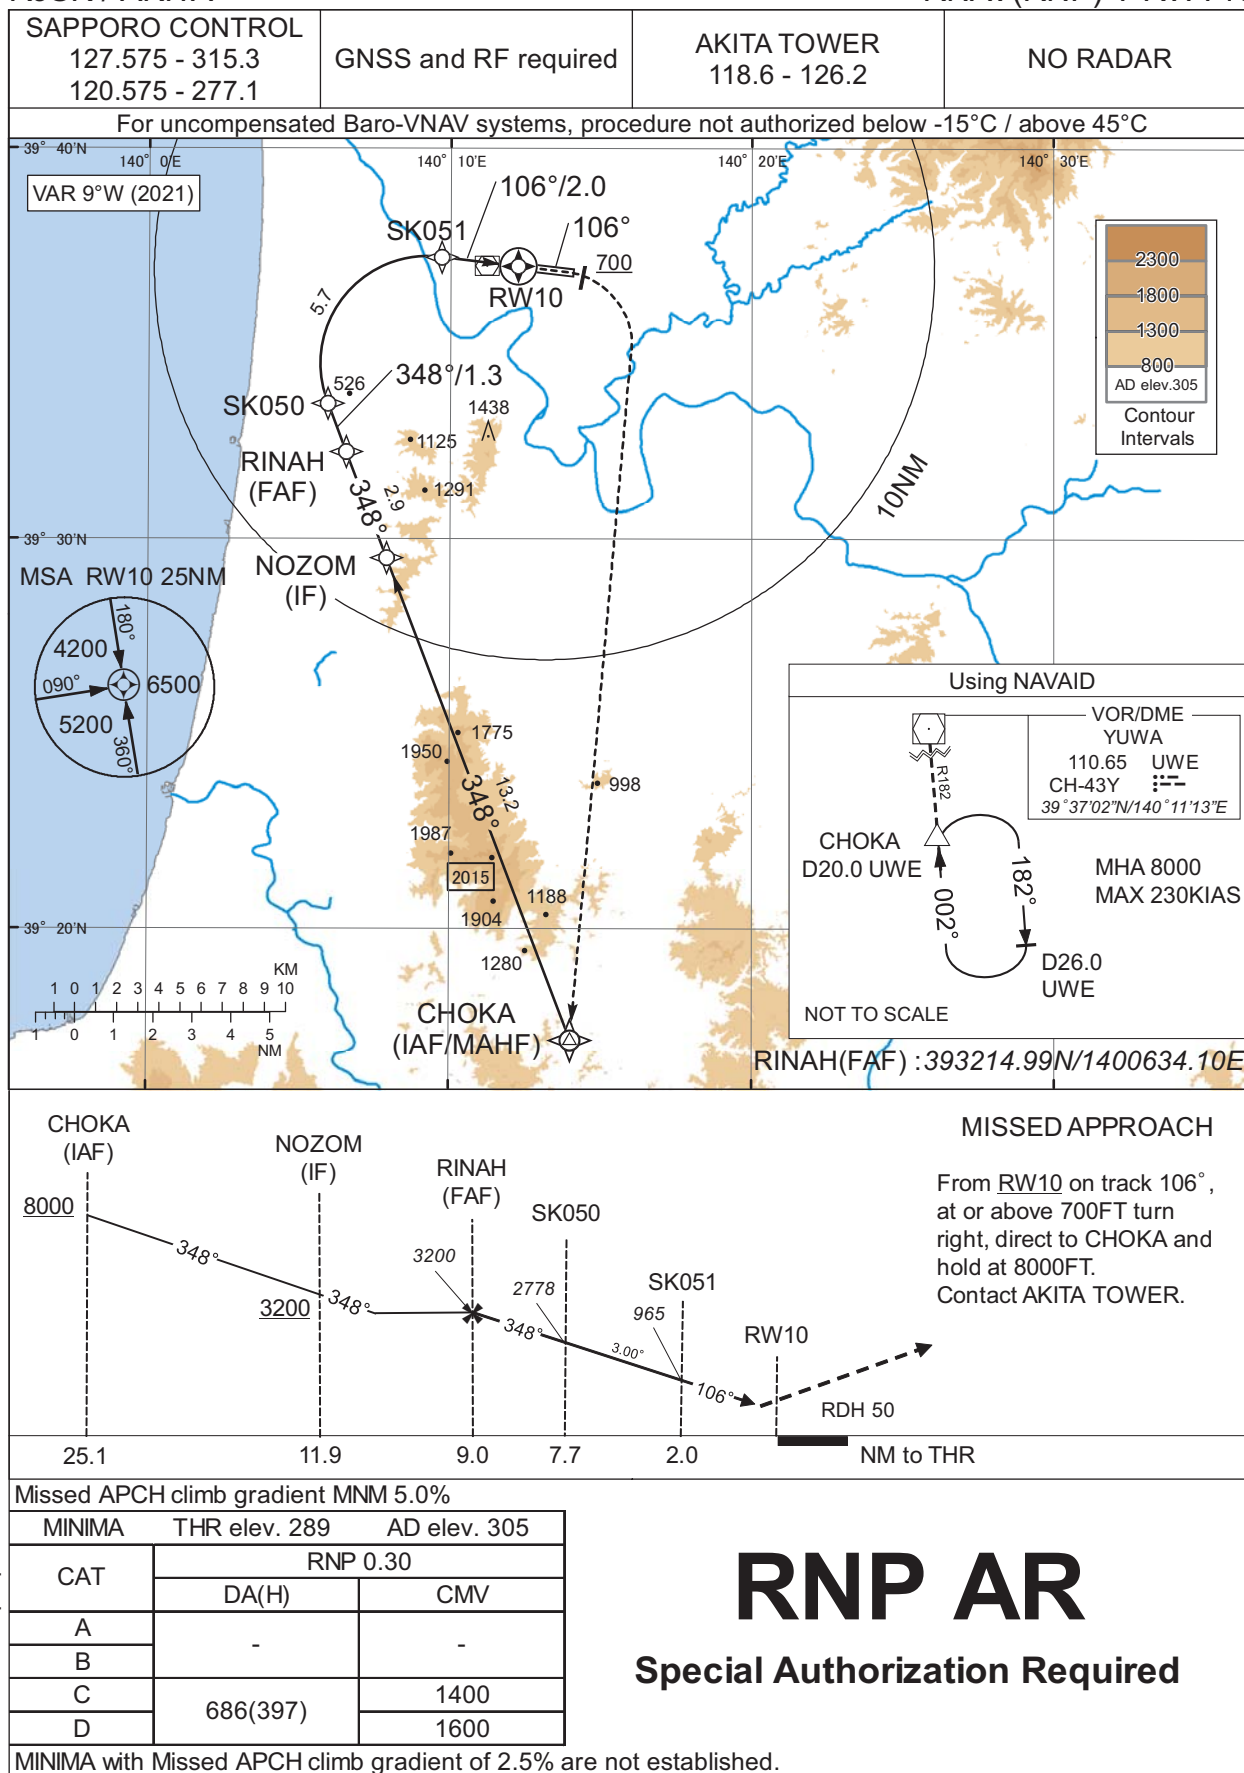 SAPPORO CONTROL
127.575 - 315.3
120.575 - 277.1
GNSS and RF required
AKITA TOWER
118.6 - 126.2
NO RADAR
For uncompensated Baro-VNAV systems, procedure not authorized below -15°C / above 45°C
39° 40'N
140° 0'E
140° 10'E
140° 20'E
140° 30'E
VAR 9°W (2021)
106°/2.0
SK051
106°
700
RW10
5.7
2300
1800
1300
800
AD elev.305
Contour
Intervals
526
348°/1.3
SK050
1438
1125
RINAH
(FAF)
1291
2.9
348°
10NM
39° 30'N
NOZOM
(IF)
MSA RW10 25NM
180°
4200
090°
6500
5200
360°
1775
1950
998
13.2
348°
1987
2015
1188
1904
39° 20'N
1280
KM
1 0 1 2 3 4 5 6 7 8 9 10
1 0 1 2 3 4 5
NM
CHOKA
(IAF/MAHF)
Using NAVAID
VOR/DME
YUWA
110.65 UWE
CH-43Y
39°37'02"N/140°11'13"E
R182
CHOKA
D20.0 UWE
182°
002°
MHA 8000
MAX 230KIAS
D26.0
UWE
NOT TO SCALE
RINAH(FAF) :393214.99N/1400634.10E
CHOKA
(IAF)
NOZOM
(IF)
RINAH
(FAF)
SK050
SK051
RW10
8000
348°
3200
348°
3200
348°
2778
3.00°
965
106°
RDH 50
25.1
11.9
9.0
7.7
2.0
NM to THR
MISSED APPROACH
From RW10 on track 106°,
at or above 700FT turn
right, direct to CHOKA and
hold at 8000FT.
Contact AKITA TOWER.
Missed APCH climb gradient MNM 5.0%
MINIMA THR elev. 289 AD elev. 305
CAT
RNP 0.30
DA(H) CMV
A
B
- -
C
D
686(397)
1400
1600
MINIMA with Missed APCH climb gradient of 2.5% are not established.
RNP AR
Special Authorization Required